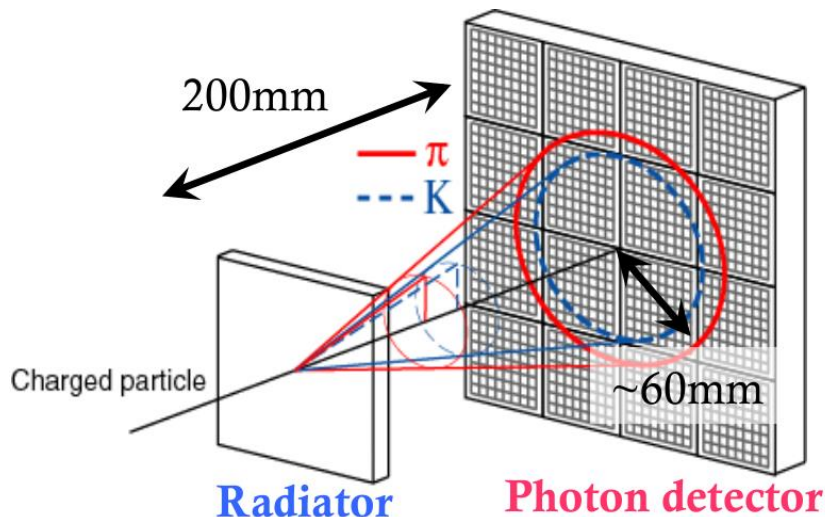 200mm
π
K
Charged particle
~60mm
Radiator
Photon detector